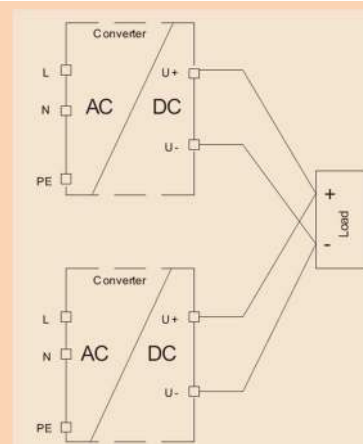 Converter
L
U+
N
AC
DC
U-
PE
+
-
Load
Converter
L
U+
N
AC
DC
U-
PE